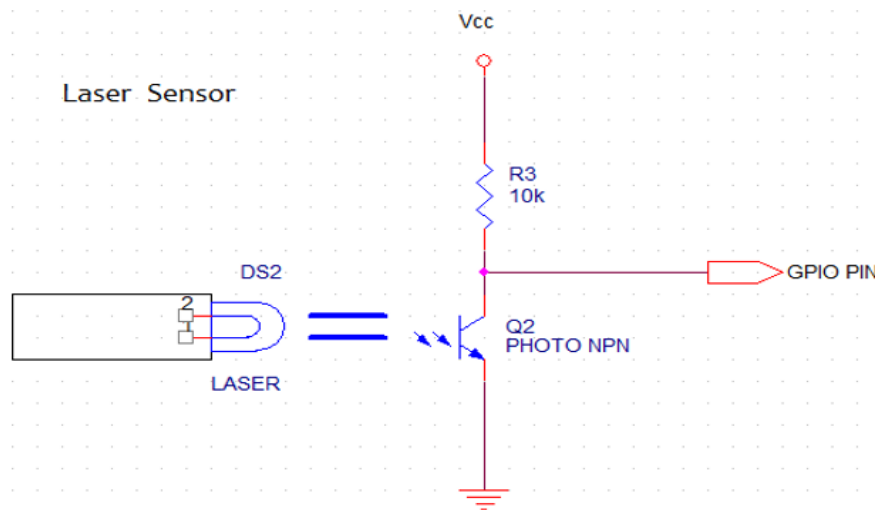 Vcc
Laser Sensor
R3
10k
DS2
GPIO PIN
2
1
Q2
PHOTO NPN
LASER